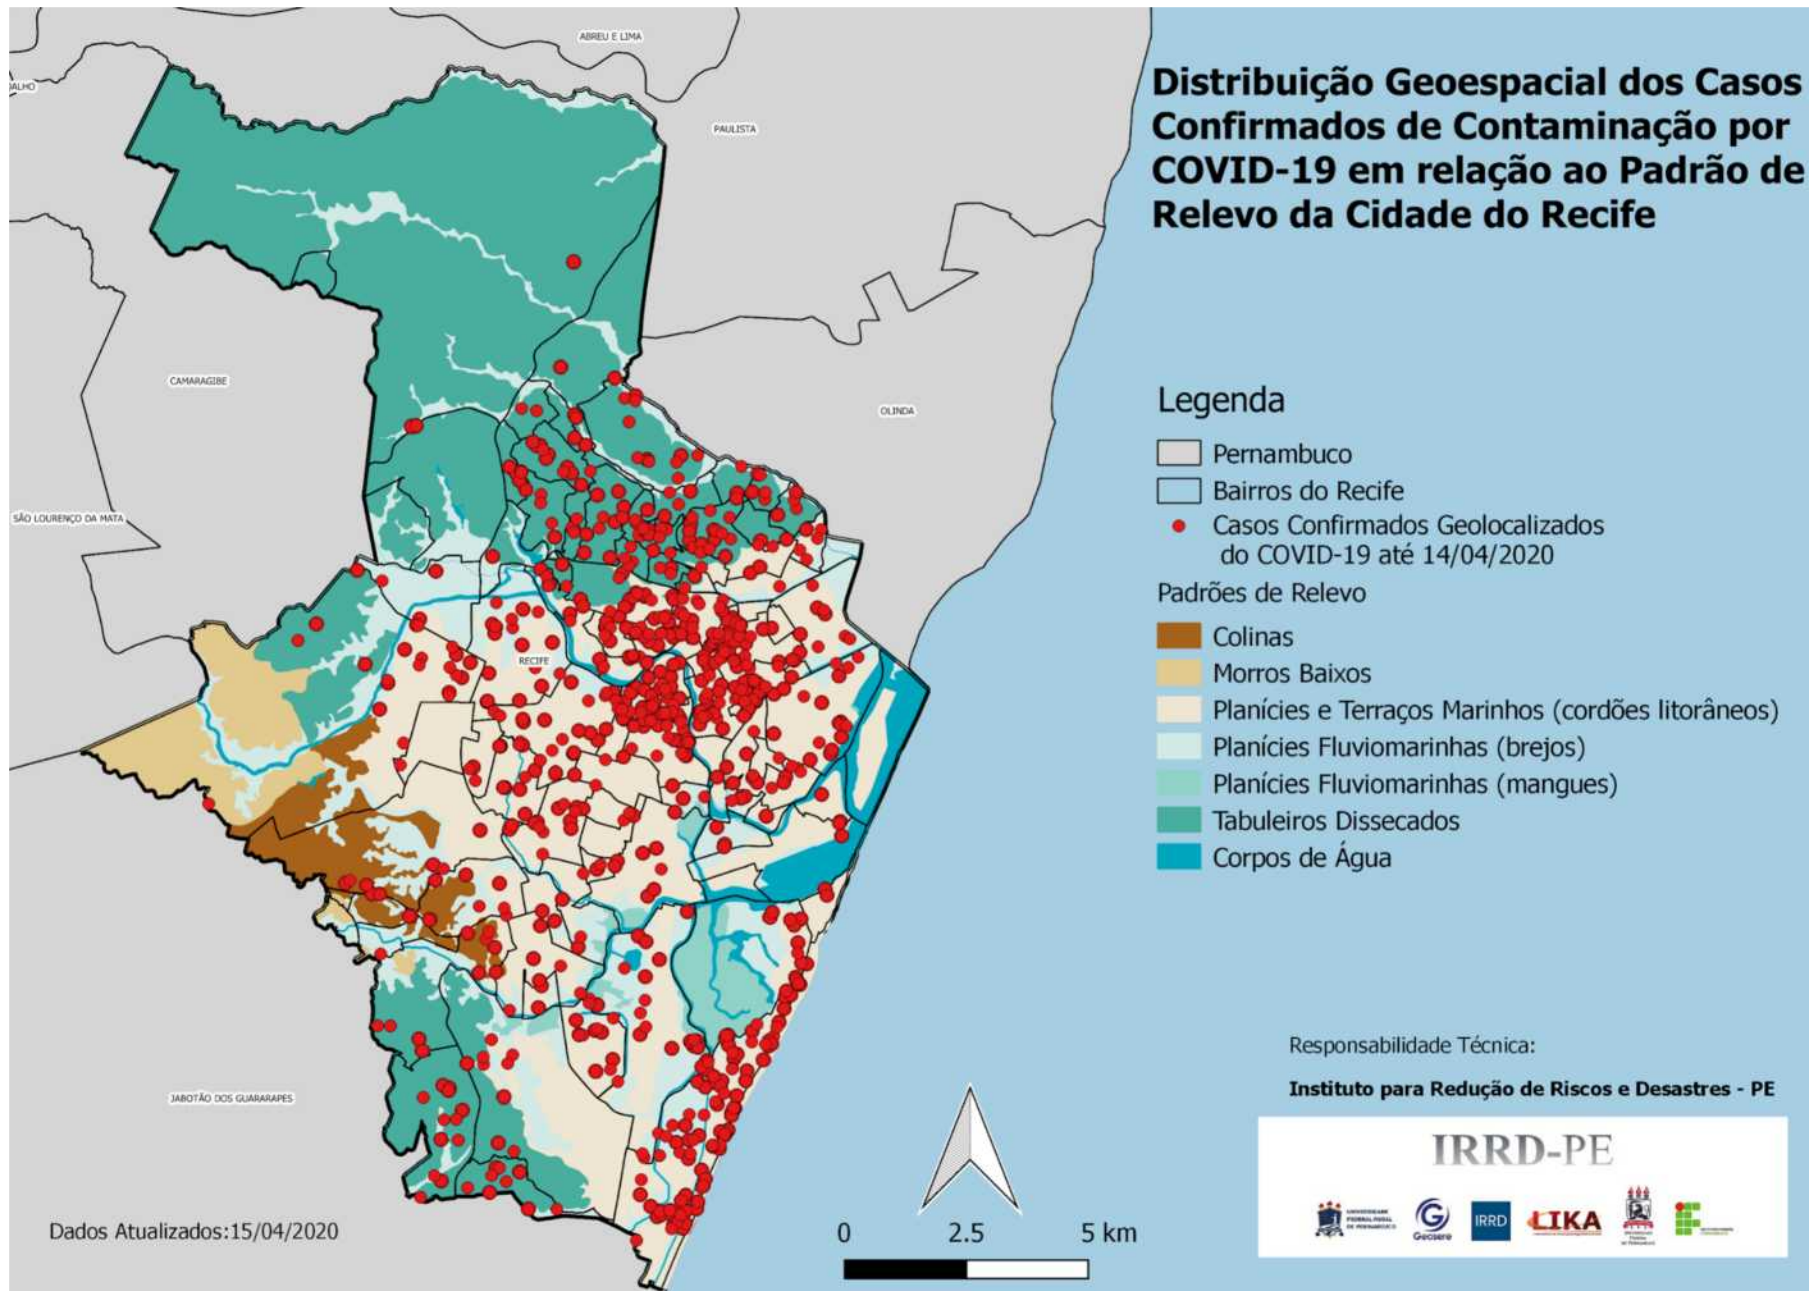 Distribuição Geoespacial dos Casos
Confirmados de Contaminação por
COVID-19 em relação ao Padrão de
Relevo da Cidade do Recife
ABREU E LIMA
ALHO
PAULISTA
CAMARAGIBE
OLINDA
SÃO LOURENÇO DA MATA
RECIFE
JABOTÃO DOS GUARARAPES
Legenda
Pernambuco
Bairros do Recife
Casos Confirmados Geolocalizados
do COVID-19 até 14/04/2020
Padrões de Relevo
Colinas
Morros Baixos
Planícies e Terraços Marinhos (cordões litorâneos)
Planícies Fluviomarinhas (brejos)
Planícies Fluviomarinhas (mangues)
Tabuleiros Dissecados
Corpos de Água
Responsabilidade Técnica:
Instituto para Redução de Riscos e Desastres - PE
IRRD-PE
Geosere
IRRD
LIKA
Dados Atualizados:15/04/2020
0 2.5 5 km